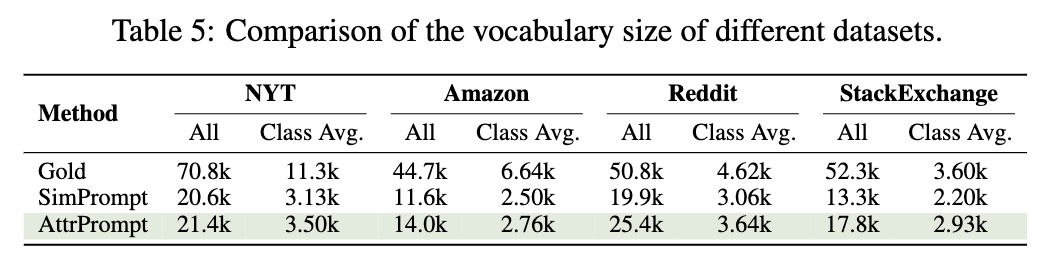 Table 5: Comparison of the vocabulary size of different datasets.
Method NYT Amazon Reddit StackExchange
All Class Avg. All Class Avg. All Class Avg. All Class Avg.
Gold 70.8k 11.3k 44.7k 6.64k 50.8k 4.62k 52.3k 3.60k
SimPrompt 20.6k 3.13k 11.6k 2.50k 19.9k 3.06k 13.3k 2.20k
AttrPrompt 21.4k 3.50k 14.0k 2.76k 25.4k 3.64k 17.8k 2.93k